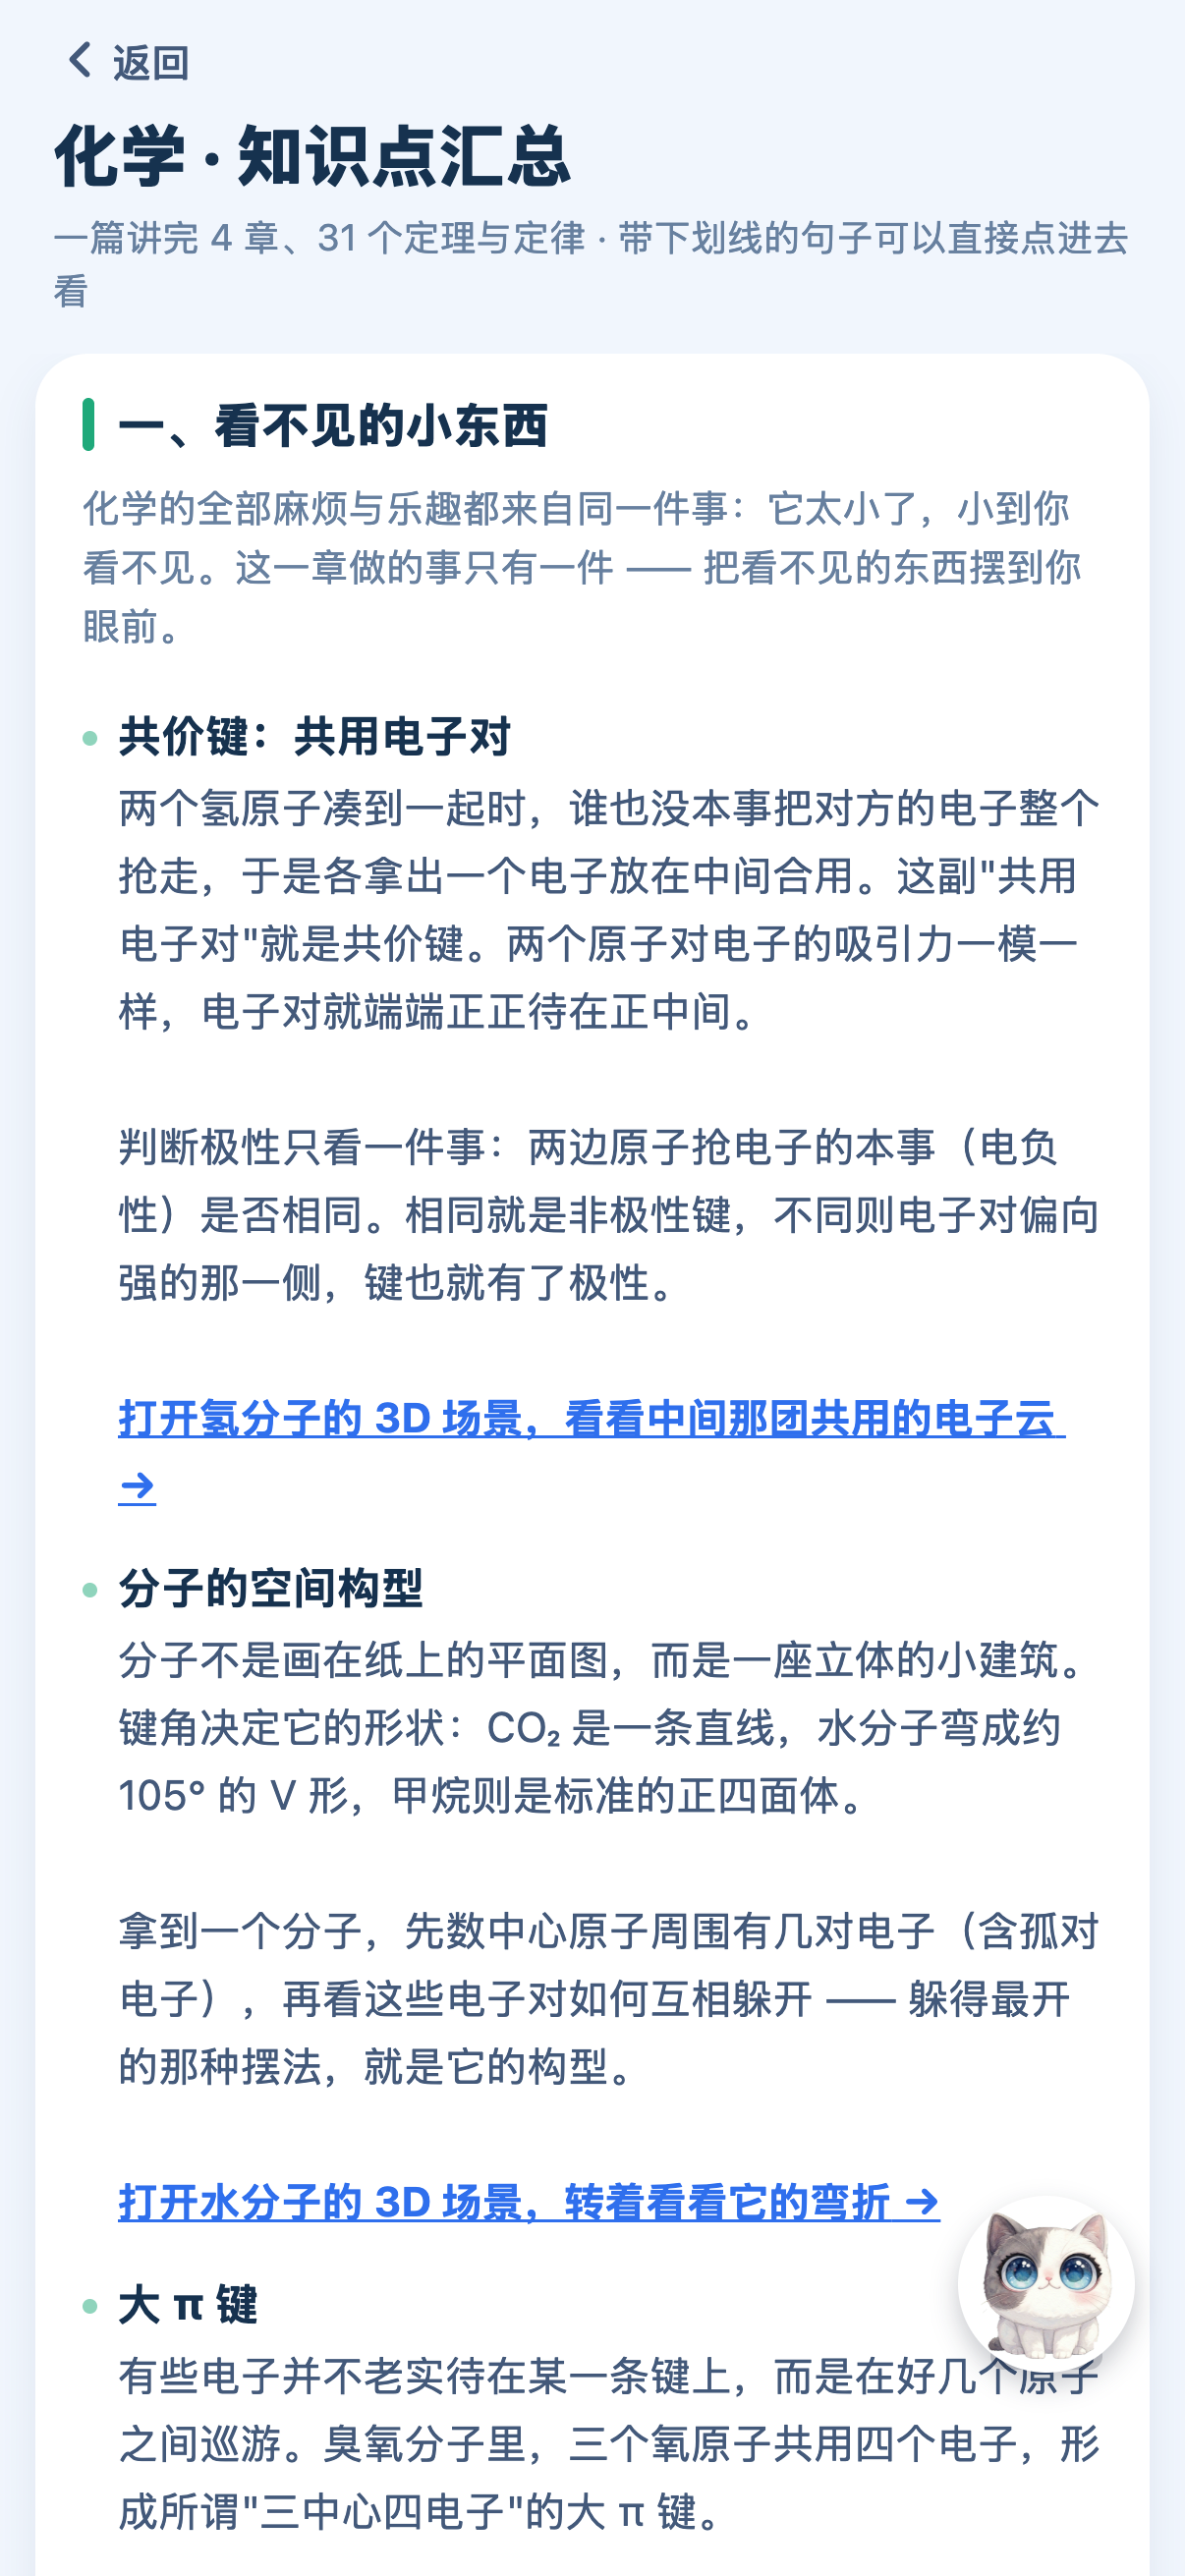 返回
化学 · 知识点汇总
一篇讲完 4 章、31 个定理与定律 · 带下划线的句子可以直接点进去
看
一、看不见的小东西
化学的全部麻烦与乐趣都来自同一件事：它太小了，小到你
看不见。这一章做的事只有一件 —— 把看不见的东西摆到你
眼前。
共价键：共用电子对
两个氢原子凑到一起时，谁也没本事把对方的电子整个
抢走，于是各拿出一个电子放在中间合用。这副"共用
电子对"就是共价键。两个原子对电子的吸引力一模一
样，电子对就端端正正待在正中间。
判断极性只看一件事：两边原子抢电子的本事（电负
性）是否相同。相同就是非极性键，不同则电子对偏向
强的那一侧，键也就有了极性。
打开氢分子的 3D 场景，看看中间那团共用的电子云
→
分子的空间构型
分子不是画在纸上的平面图，而是一座立体的小建筑。
键角决定它的形状：CO₂ 是一条直线，水分子弯成约
105° 的 V 形，甲烷则是标准的正四面体。
拿到一个分子，先数中心原子周围有几对电子（含孤对
电子），再看这些电子对如何互相躲开 —— 躲得最开
的那种摆法，就是它的构型。
打开水分子的 3D 场景，转着看看它的弯折 →
大 π 键
有些电子并不老实待在某一条键上，而是在好几个原子
之间巡游。臭氧分子里，三个氧原子共用四个电子，形
成所谓"三中心四电子"的大 π 键。